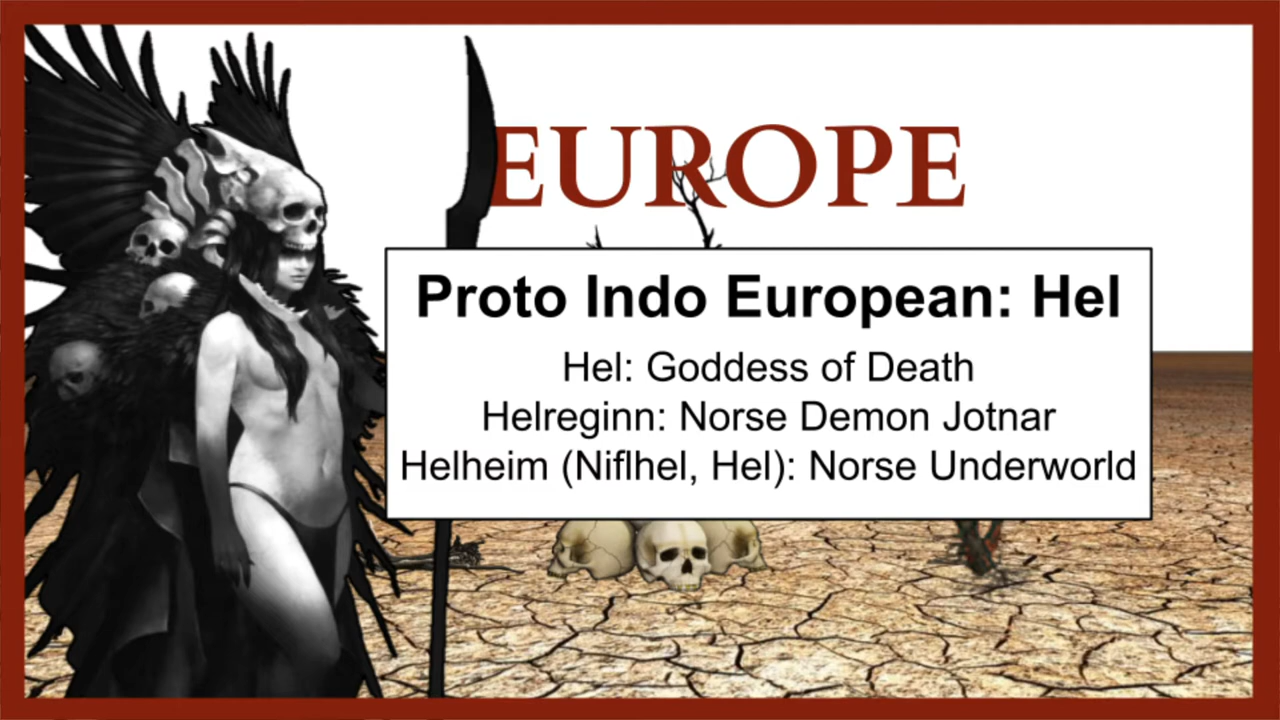 EUROPE
Proto Indo European: Hel
Hel: Goddess of Death
Helreginn: Norse Demon Jotnar
Helheim (Niflhel, Hel): Norse Underworld